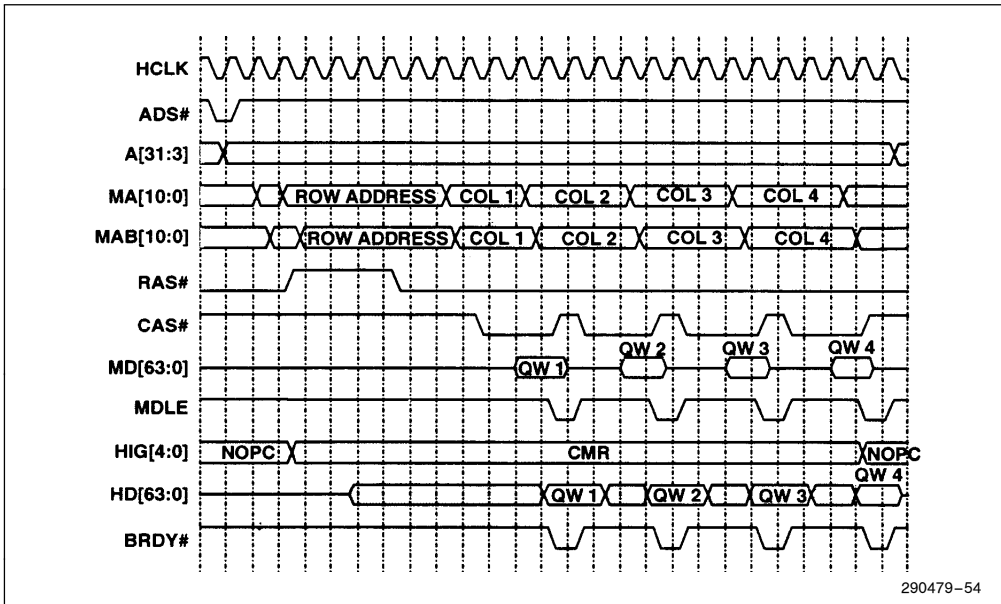 HCLK
ADS#
A[31:3]
MA[10:0] ROW ADDRESS COL 1 COL 2 COL 3 COL 4
MAB[10:0] ROW ADDRESS COL 1 COL 2 COL 3 COL 4
RAS#
CAS#
MD[63:0] QW 1 QW 2 QW 3 QW 4
MDLE
HIG[4:0] NOPC CMR NOPC
HD[63:0] QW 1 QW 2 QW 3 QW 4
BRDY#
290479-54